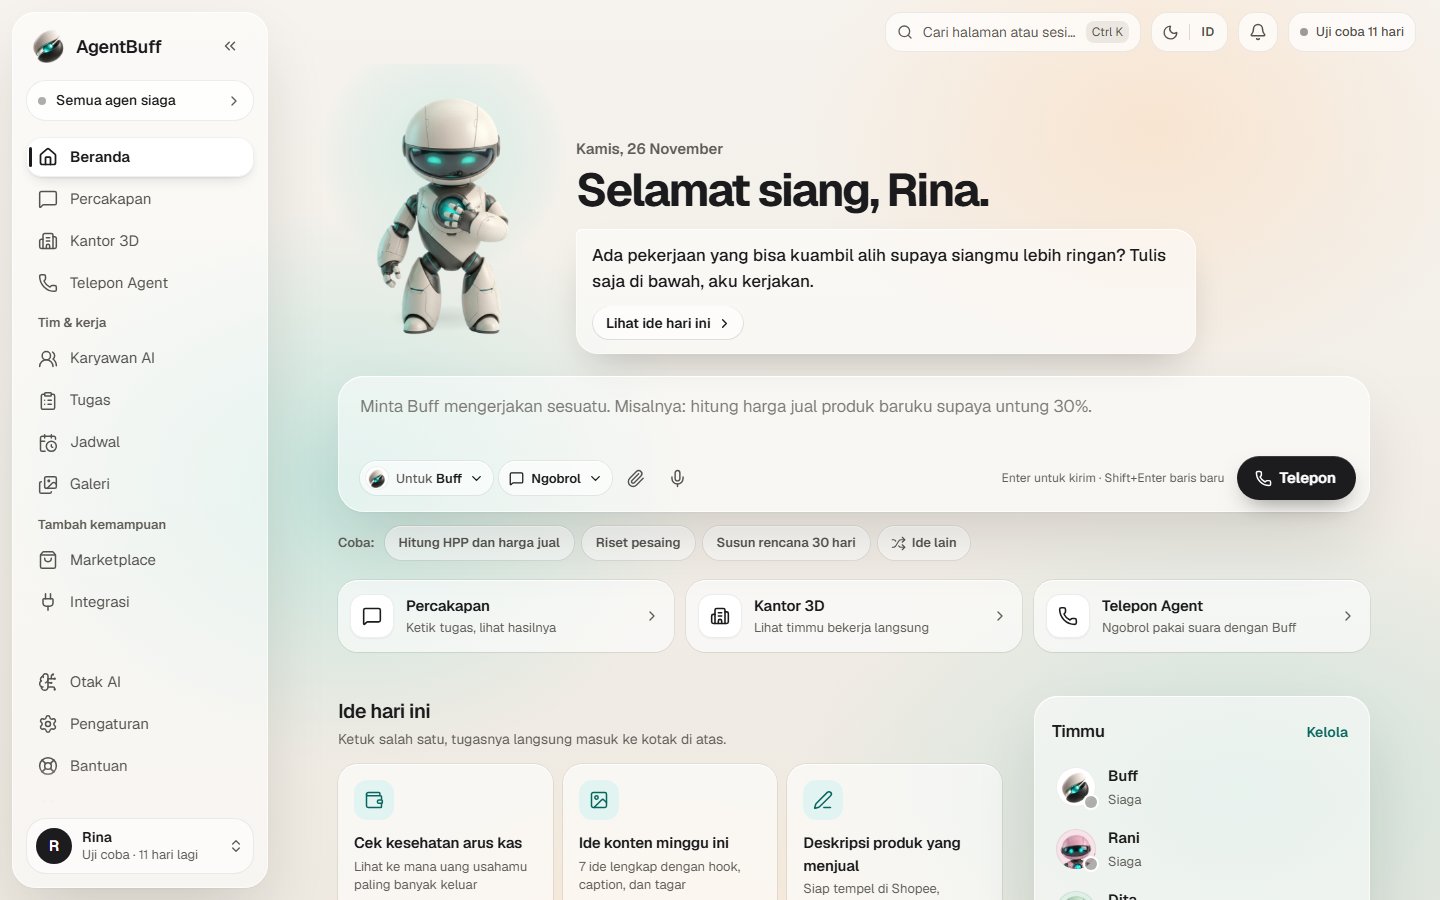 AgentBuff
Semua agen siaga
Beranda
Percakapan
Kantor 3D
Telepon Agent
Tim & kerja
Karyawan AI
Tugas
Jadwal
Galeri
Tambah kemampuan
Marketplace
Integrasi
Otak AI
Pengaturan
Bantuan
R
Rina
Uji coba · 11 hari lagi
Cari halaman atau sesi...
Ctrl K
ID
Uji coba 11 hari
Kamis, 26 November
Selamat siang, Rina.
Ada pekerjaan yang bisa kuambil alih supaya siangmu lebih ringan? Tulis
saja di bawah, aku kerjakan.
Lihat ide hari ini
Minta Buff mengerjakan sesuatu. Misalnya: hitung harga jual produk baruku supaya untung 30%.
Untuk Buff
Ngobrol
Enter untuk kirim · Shift+Enter baris baru
Telepon
Coba:
Hitung HPP dan harga jual
Riset pesaing
Susun rencana 30 hari
Ide lain
Percakapan
Ketik tugas, lihat hasilnya
Kantor 3D
Lihat timmu bekerja langsung
Telepon Agent
Ngobrol pakai suara dengan Buff
Ide hari ini
Ketuk salah satu, tugasnya langsung masuk ke kotak di atas.
Cek kesehatan arus kas
Lihat ke mana uang usahamu
paling banyak keluar
Ide konten minggu ini
7 ide lengkap dengan hook,
caption, dan tagar
Deskripsi produk yang
menjual
Siap tempel di Shopee,
Timmu
Kelola
Buff
Siaga
Rani
Siaga
Dita